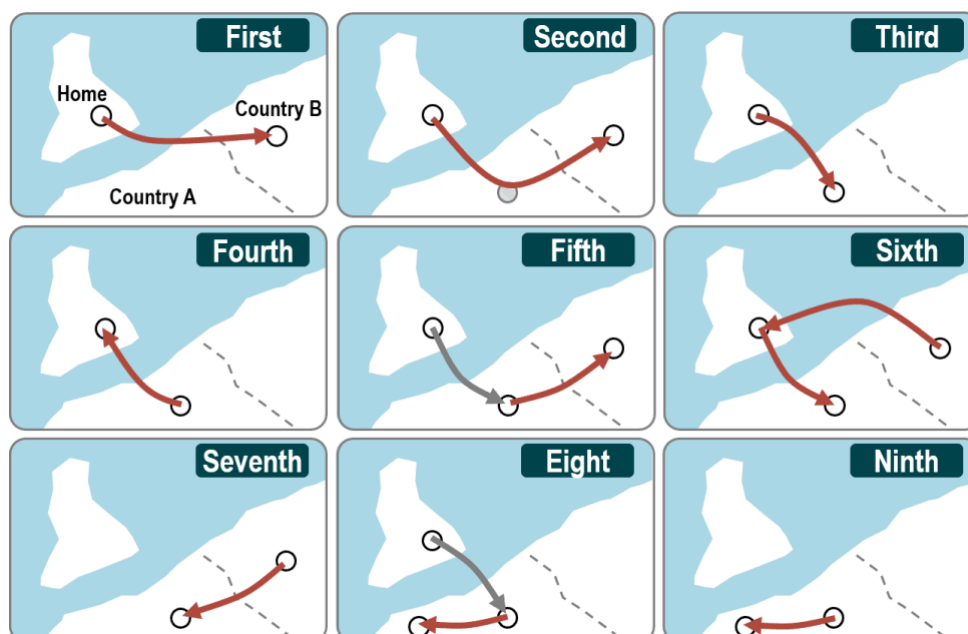 First
Second
Third
Home
Country B
Country A
Fourth
Fifth
Sixth
Seventh
Eight
Ninth